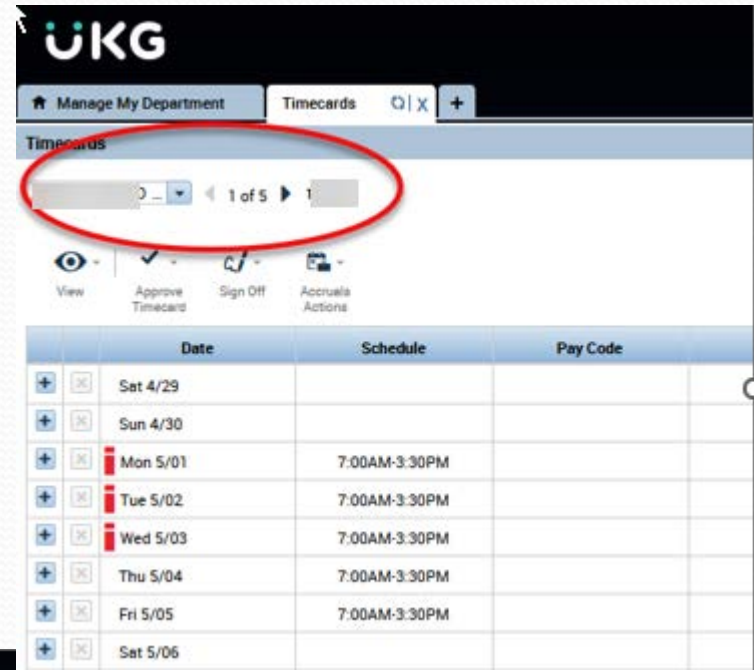 UKG
Manage My Department Timecards X +
Timecards
1 of 5
View Approve Timecard Sign Off Accruals Actions
Date Schedule Pay Code
Sat 4/29
Sun 4/30
Mon 5/01 7:00AM-3:30PM
Tue 5/02 7:00AM-3:30PM
Wed 5/03 7:00AM-3:30PM
Thu 5/04 7:00AM-3:30PM
Fri 5/05 7:00AM-3:30PM
Sat 5/06